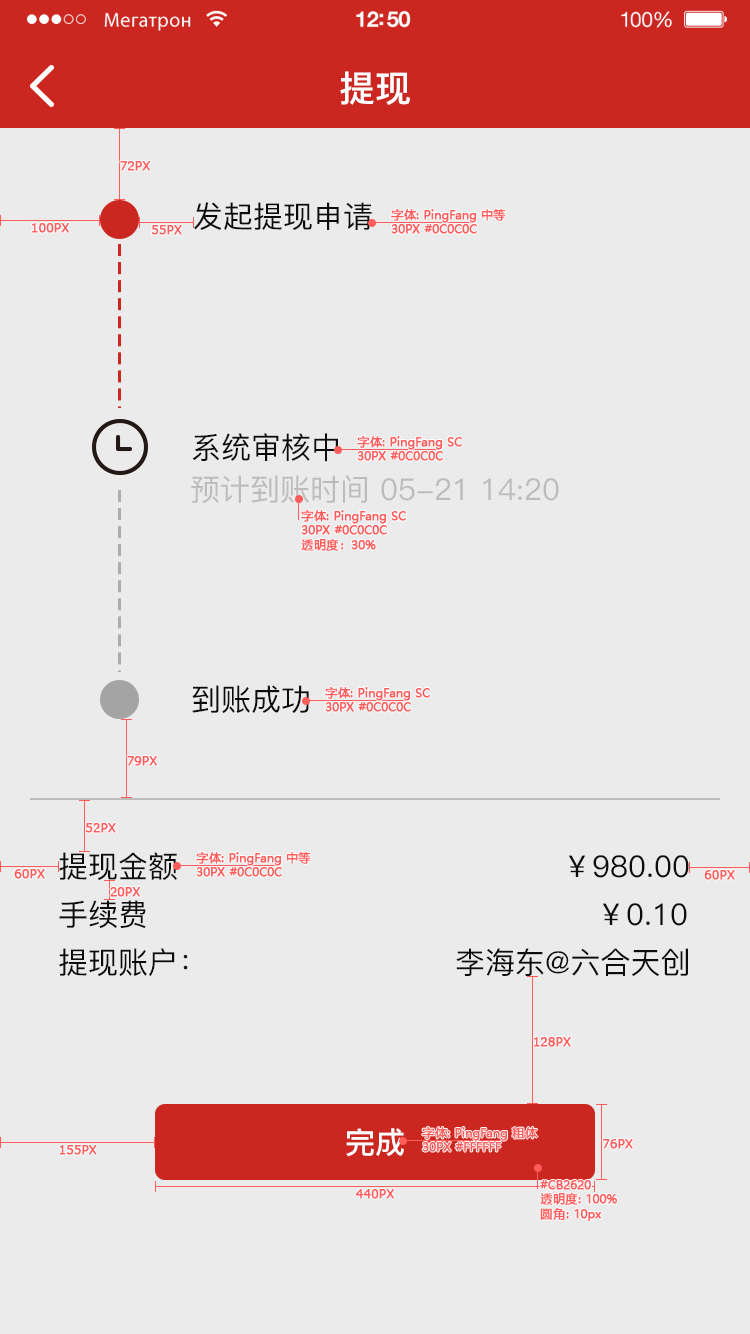 Мегатрон
12:50
100%
提现
72PX
发起提现申请
字体: PingFang 中等
30PX #0C0C0C
100PX
55PX
系统审核中
字体: PingFang SC
30PX #0C0C0C
预计到账时间 05-21 14:20
字体: PingFang SC
30PX #0C0C0C
透明度：30%
到账成功
字体: PingFang SC
30PX #0C0C0C
79PX
52PX
提现金额
字体: PingFang 中等
30PX #0C0C0C
￥980.00
60PX
60PX
20PX
手续费
￥0.10
提现账户：
李海东@六合天创
128PX
完成
字体: PingFang 粗体
30PX #FFFFFF
155PX
76PX
440PX
#CB2620
透明度: 100%
圆角: 10px